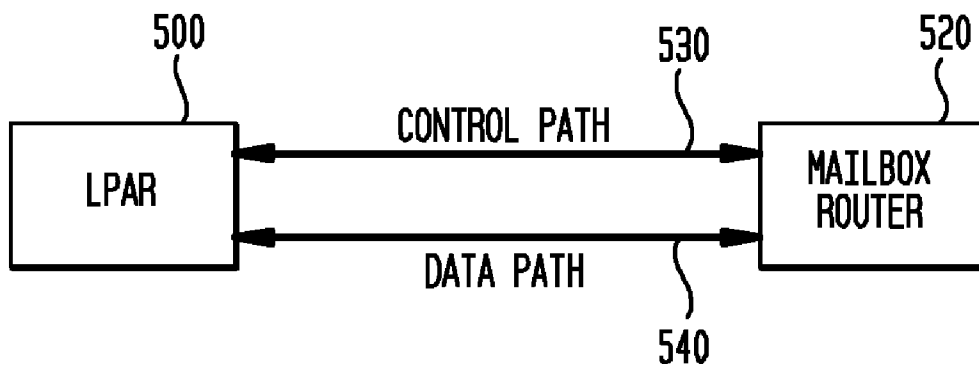 500
530
520
CONTROL PATH
LPAR
MAILBOX
ROUTER
DATA PATH
540